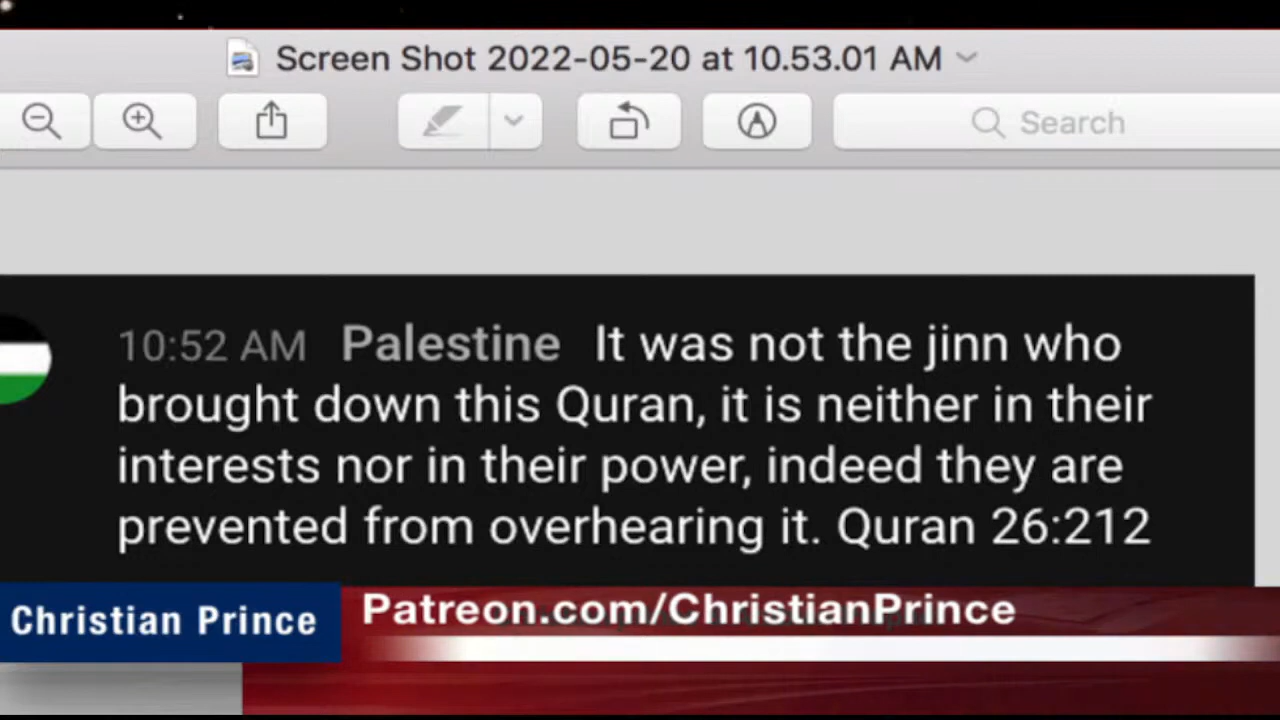 Screen Shot 2022-05-20 at 10.53.01 AM
Search
10:52 AM Palestine It was not the jinn who
brought down this Quran, it is neither in their
interests nor in their power, indeed they are
prevented from overhearing it. Quran 26:212
Christian Prince
Patreon.com/ChristianPrince